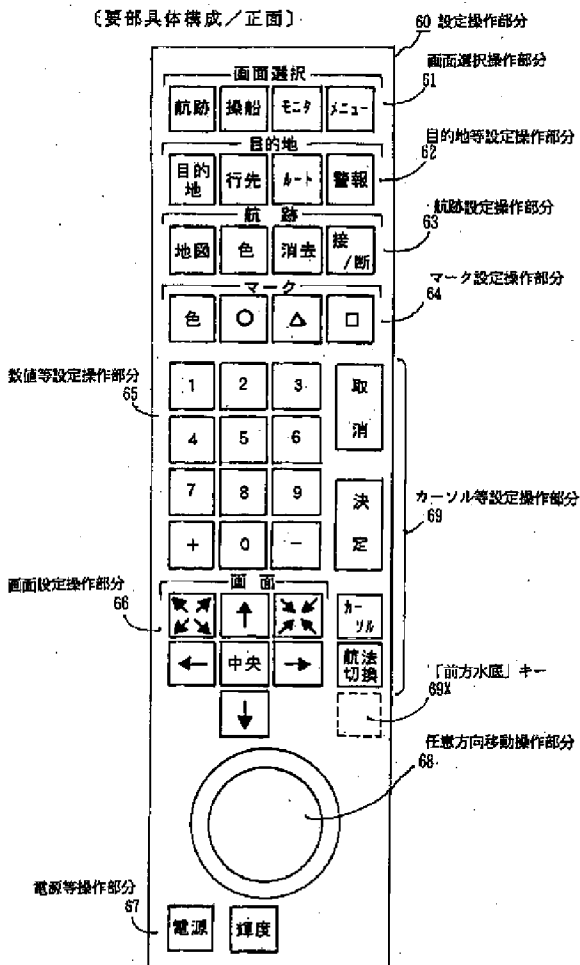 〔要部具体構成／正面〕
60 設定操作部分
画面選択操作部分
61
画面選択
航跡 操船 モニタ メニュー
目的地等設定操作部分
62
目的地
目的地 行先 ルート 警報
航跡設定操作部分
63
航 跡
地図 色 消去 接/断
マーク設定操作部分
64
マーク
色 ○ △ □
数値等設定操作部分
65
1 2 3
取消
4 5 6
7 8 9
決定
+ 0 −
カーソル等設定操作部分
69
画面設定操作部分
66
画 面
↑
カーソル
← 中央 →
航法切換
↓
「前方水底」キー
69X
任意方向移動操作部分
68
電源等操作部分
67
電源 輝度